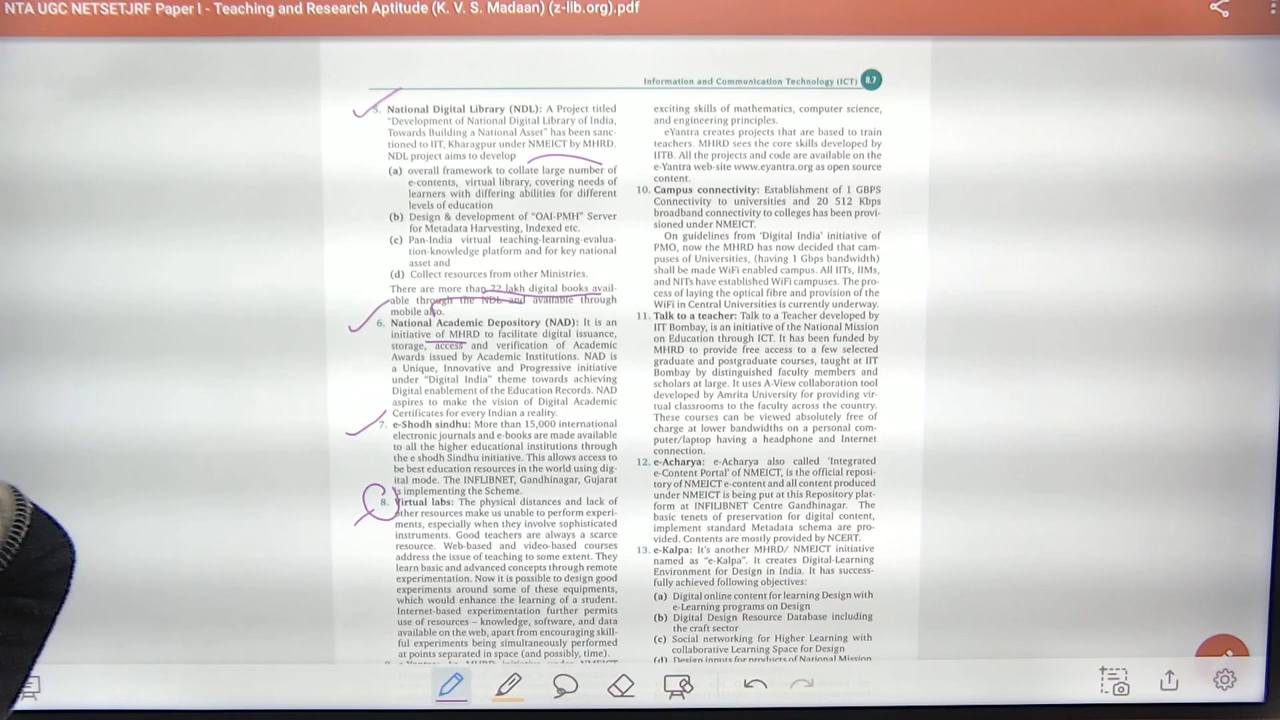 NTA UGC NETSETJRF Paper I - Teaching and Research Aptitude (K. V. S. Madaan) (z-lib.org).pdf
Information and Communication Technology (ICT) 8.7
5. National Digital Library (NDL): A Project titled
"Development of National Digital Library of India,
Towards Building a National Asset" has been sanc-
tioned to IIT, Kharagpur under NMEICT by MHRD.
NDL project aims to develop
(a) overall framework to collate large number of
e-contents, virtual library, covering needs of
learners with differing abilities for different
levels of education
(b) Design & development of "OAI-PMH" Server
for Metadata Harvesting, Indexed etc.
(c) Pan-India virtual teaching-learning-evalua-
tion-knowledge platform and for key national
asset and
(d) Collect resources from other Ministries.
There are more than 72 lakh digital books avail-
able through the NDL and available through
mobile also.
6. National Academic Depository (NAD): It is an
initiative of MHRD to facilitate digital issuance,
storage, access and verification of Academic
Awards issued by Academic Institutions. NAD is
a Unique, Innovative and Progressive initiative
under "Digital India" theme towards achieving
Digital enablement of the Education Records. NAD
aspires to make the vision of Digital Academic
Certificates for every Indian a reality.
7. e-Shodh sindhu: More than 15,000 international
electronic journals and e-books are made available
to all the higher educational institutions through
the e shodh Sindhu initiative. This allows access to
be best education resources in the world using dig-
ital mode. The INFLIBNET, Gandhinagar, Gujarat
is implementing the Scheme.
8. Virtual labs: The physical distances and lack of
other resources make us unable to perform experi-
ments, especially when they involve sophisticated
instruments. Good teachers are always a scarce
resource. Web-based and video-based courses
address the issue of teaching to some extent. They
learn basic and advanced concepts through remote
experimentation. Now it is possible to design good
experiments around some of these equipments,
which would enhance the learning of a student.
Internet-based experimentation further permits
use of resources – knowledge, software, and data
available on the web, apart from encouraging skill-
ful experiments being simultaneously performed
at points separated in space (and possibly, time).
exciting skills of mathematics, computer science,
and engineering principles.
eYantra creates projects that are based to train
teachers. MHRD sees the core skills developed by
IITB. All the projects and code are available on the
e-Yantra web-site www.eyantra.org as open source
content.
10. Campus connectivity: Establishment of 1 GBPS
Connectivity to universities and 20 512 Kbps
broadband connectivity to colleges has been provi-
sioned under NMEICT.
On guidelines from 'Digital India' initiative of
PMO, now the MHRD has now decided that cam-
puses of Universities, (having 1 Gbps bandwidth)
shall be made WiFi enabled campus. All IITs, IIMs,
and NITs have established WiFi campuses. The pro-
cess of laying the optical fibre and provision of the
WiFi in Central Universities is currently underway.
11. Talk to a teacher: Talk to a Teacher developed by
IIT Bombay, is an initiative of the National Mission
on Education through ICT. It has been funded by
MHRD to provide free access to a few selected
graduate and postgraduate courses, taught at IIT
Bombay by distinguished faculty members and
scholars at large. It uses A-View collaboration tool
developed by Amrita University for providing vir-
tual classrooms to the faculty across the country.
These courses can be viewed absolutely free of
charge at lower bandwidths on a personal com-
puter/laptop having a headphone and Internet
connection.
12. e-Acharya: e-Acharya also called 'Integrated
e-Content Portal' of NMEICT, is the official reposi-
tory of NMEICT e-content and all content produced
under NMEICT is being put at this Repository plat-
form at INFLIBNET Centre Gandhinagar. The
basic tenets of preservation for digital content,
implement standard Metadata schema are pro-
vided. Contents are mostly provided by NCERT.
13. e-Kalpa: It's another MHRD/ NMEICT initiative
named as "e-Kalpa". It creates Digital-Learning
Environment for Design in India. It has success-
fully achieved following objectives:
(a) Digital online content for learning Design with
e-Learning programs on Design
(b) Digital Design Resource Database including
the craft sector
(c) Social networking for Higher Learning with
collaborative Learning Space for Design
(d) Design inputs for products of National Mission